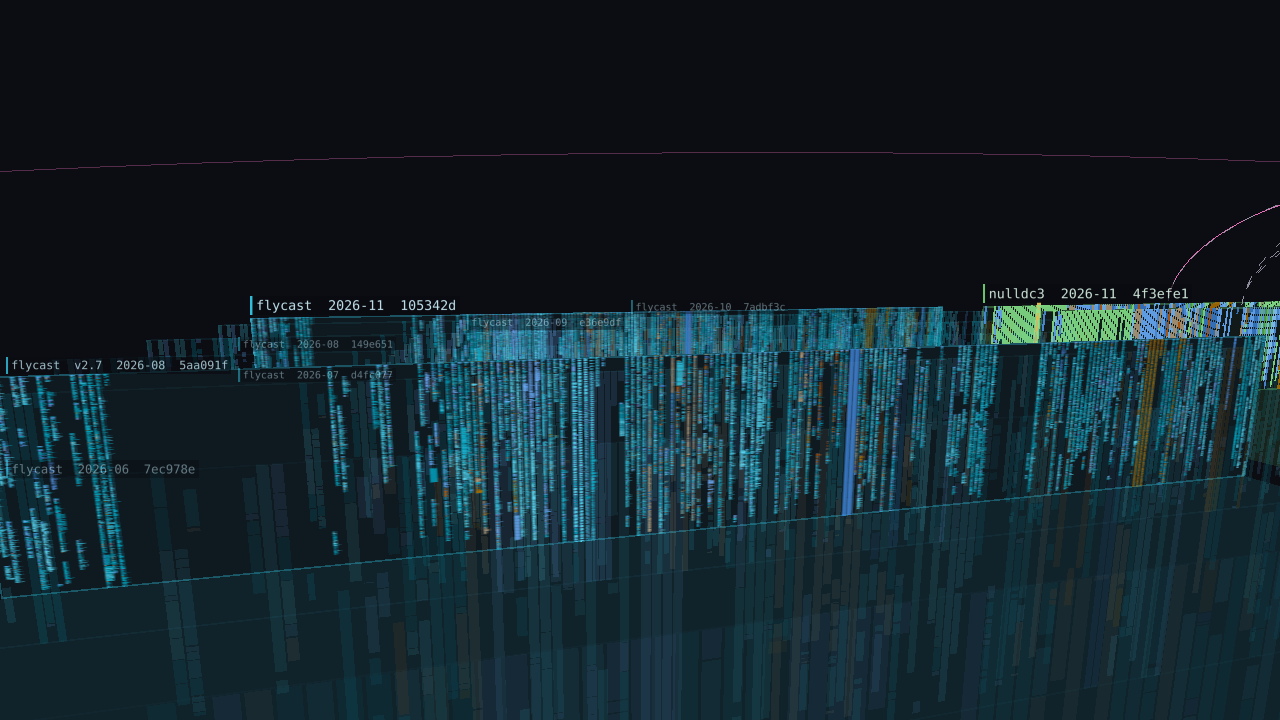 flycast 2026-11 105342d
nulldc3 2026-11 4f3efe1
flycast 2026-10 7adbf3c
flycast 2026-09 e36e9df
flycast 2026-08 149e651
flycast v2.7 2026-08 5aa091f
flycast 2026-07 d4fc077
flycast 2026-06 7ec978e